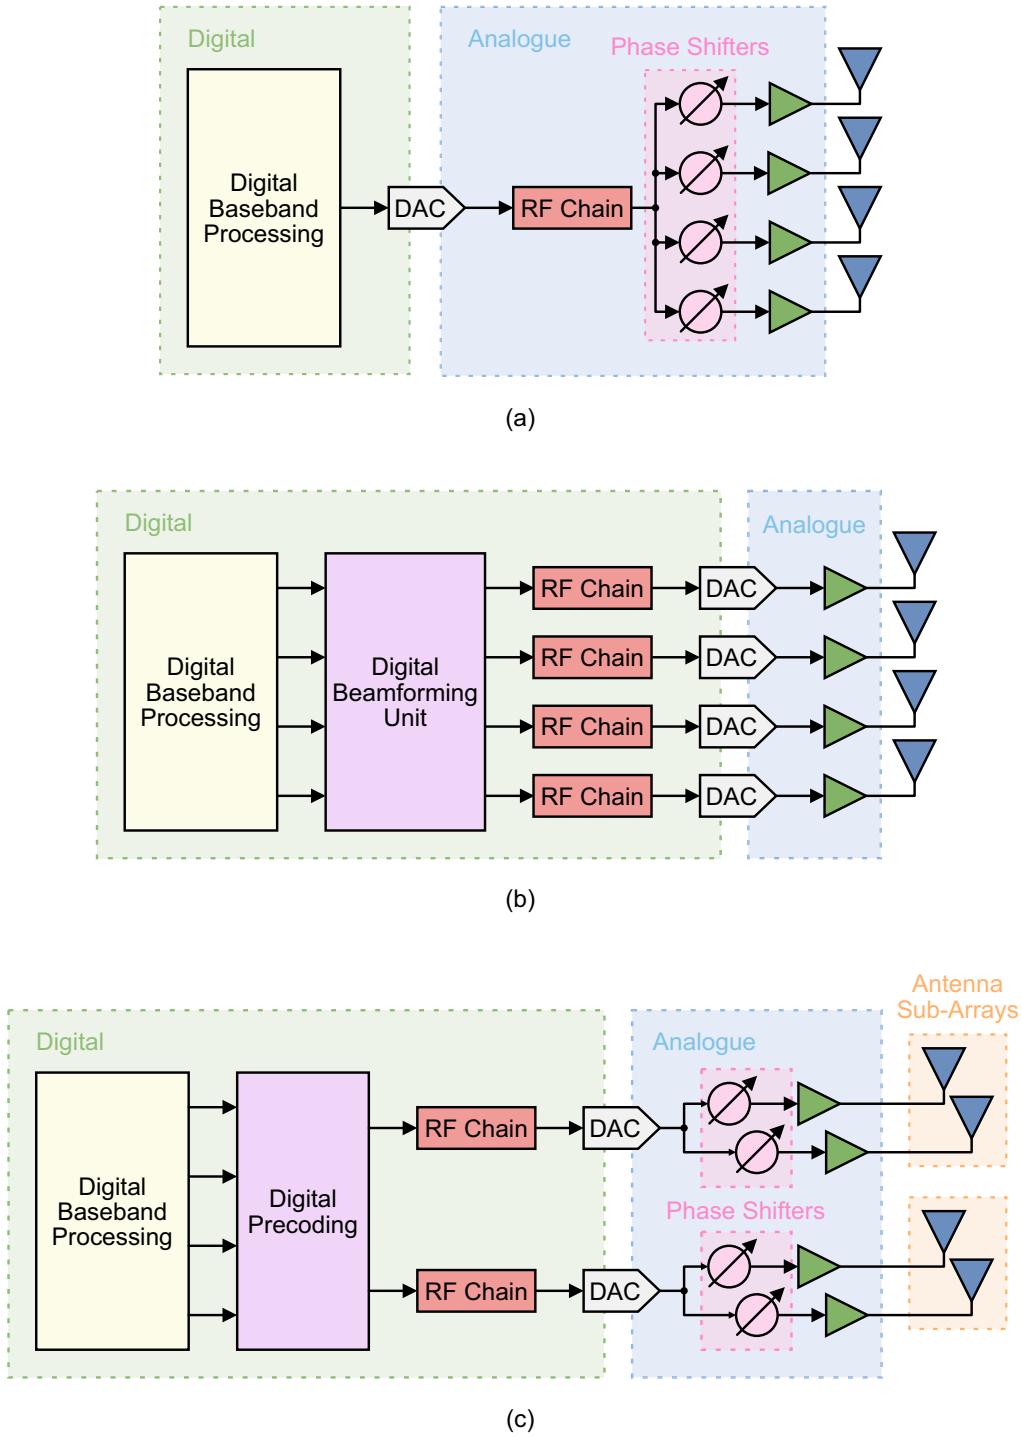 Digital
Analogue
Phase Shifters
Digital
Baseband
Processing
DAC
RF Chain
(a)
Digital
Analogue
Digital
Baseband
Processing
Digital
Beamforming
Unit
RF Chain
DAC
RF Chain
DAC
RF Chain
DAC
RF Chain
DAC
(b)
Antenna
Sub-Arrays
Digital
Analogue
Digital
Baseband
Processing
Digital
Precoding
RF Chain
DAC
Phase Shifters
RF Chain
DAC
(c)